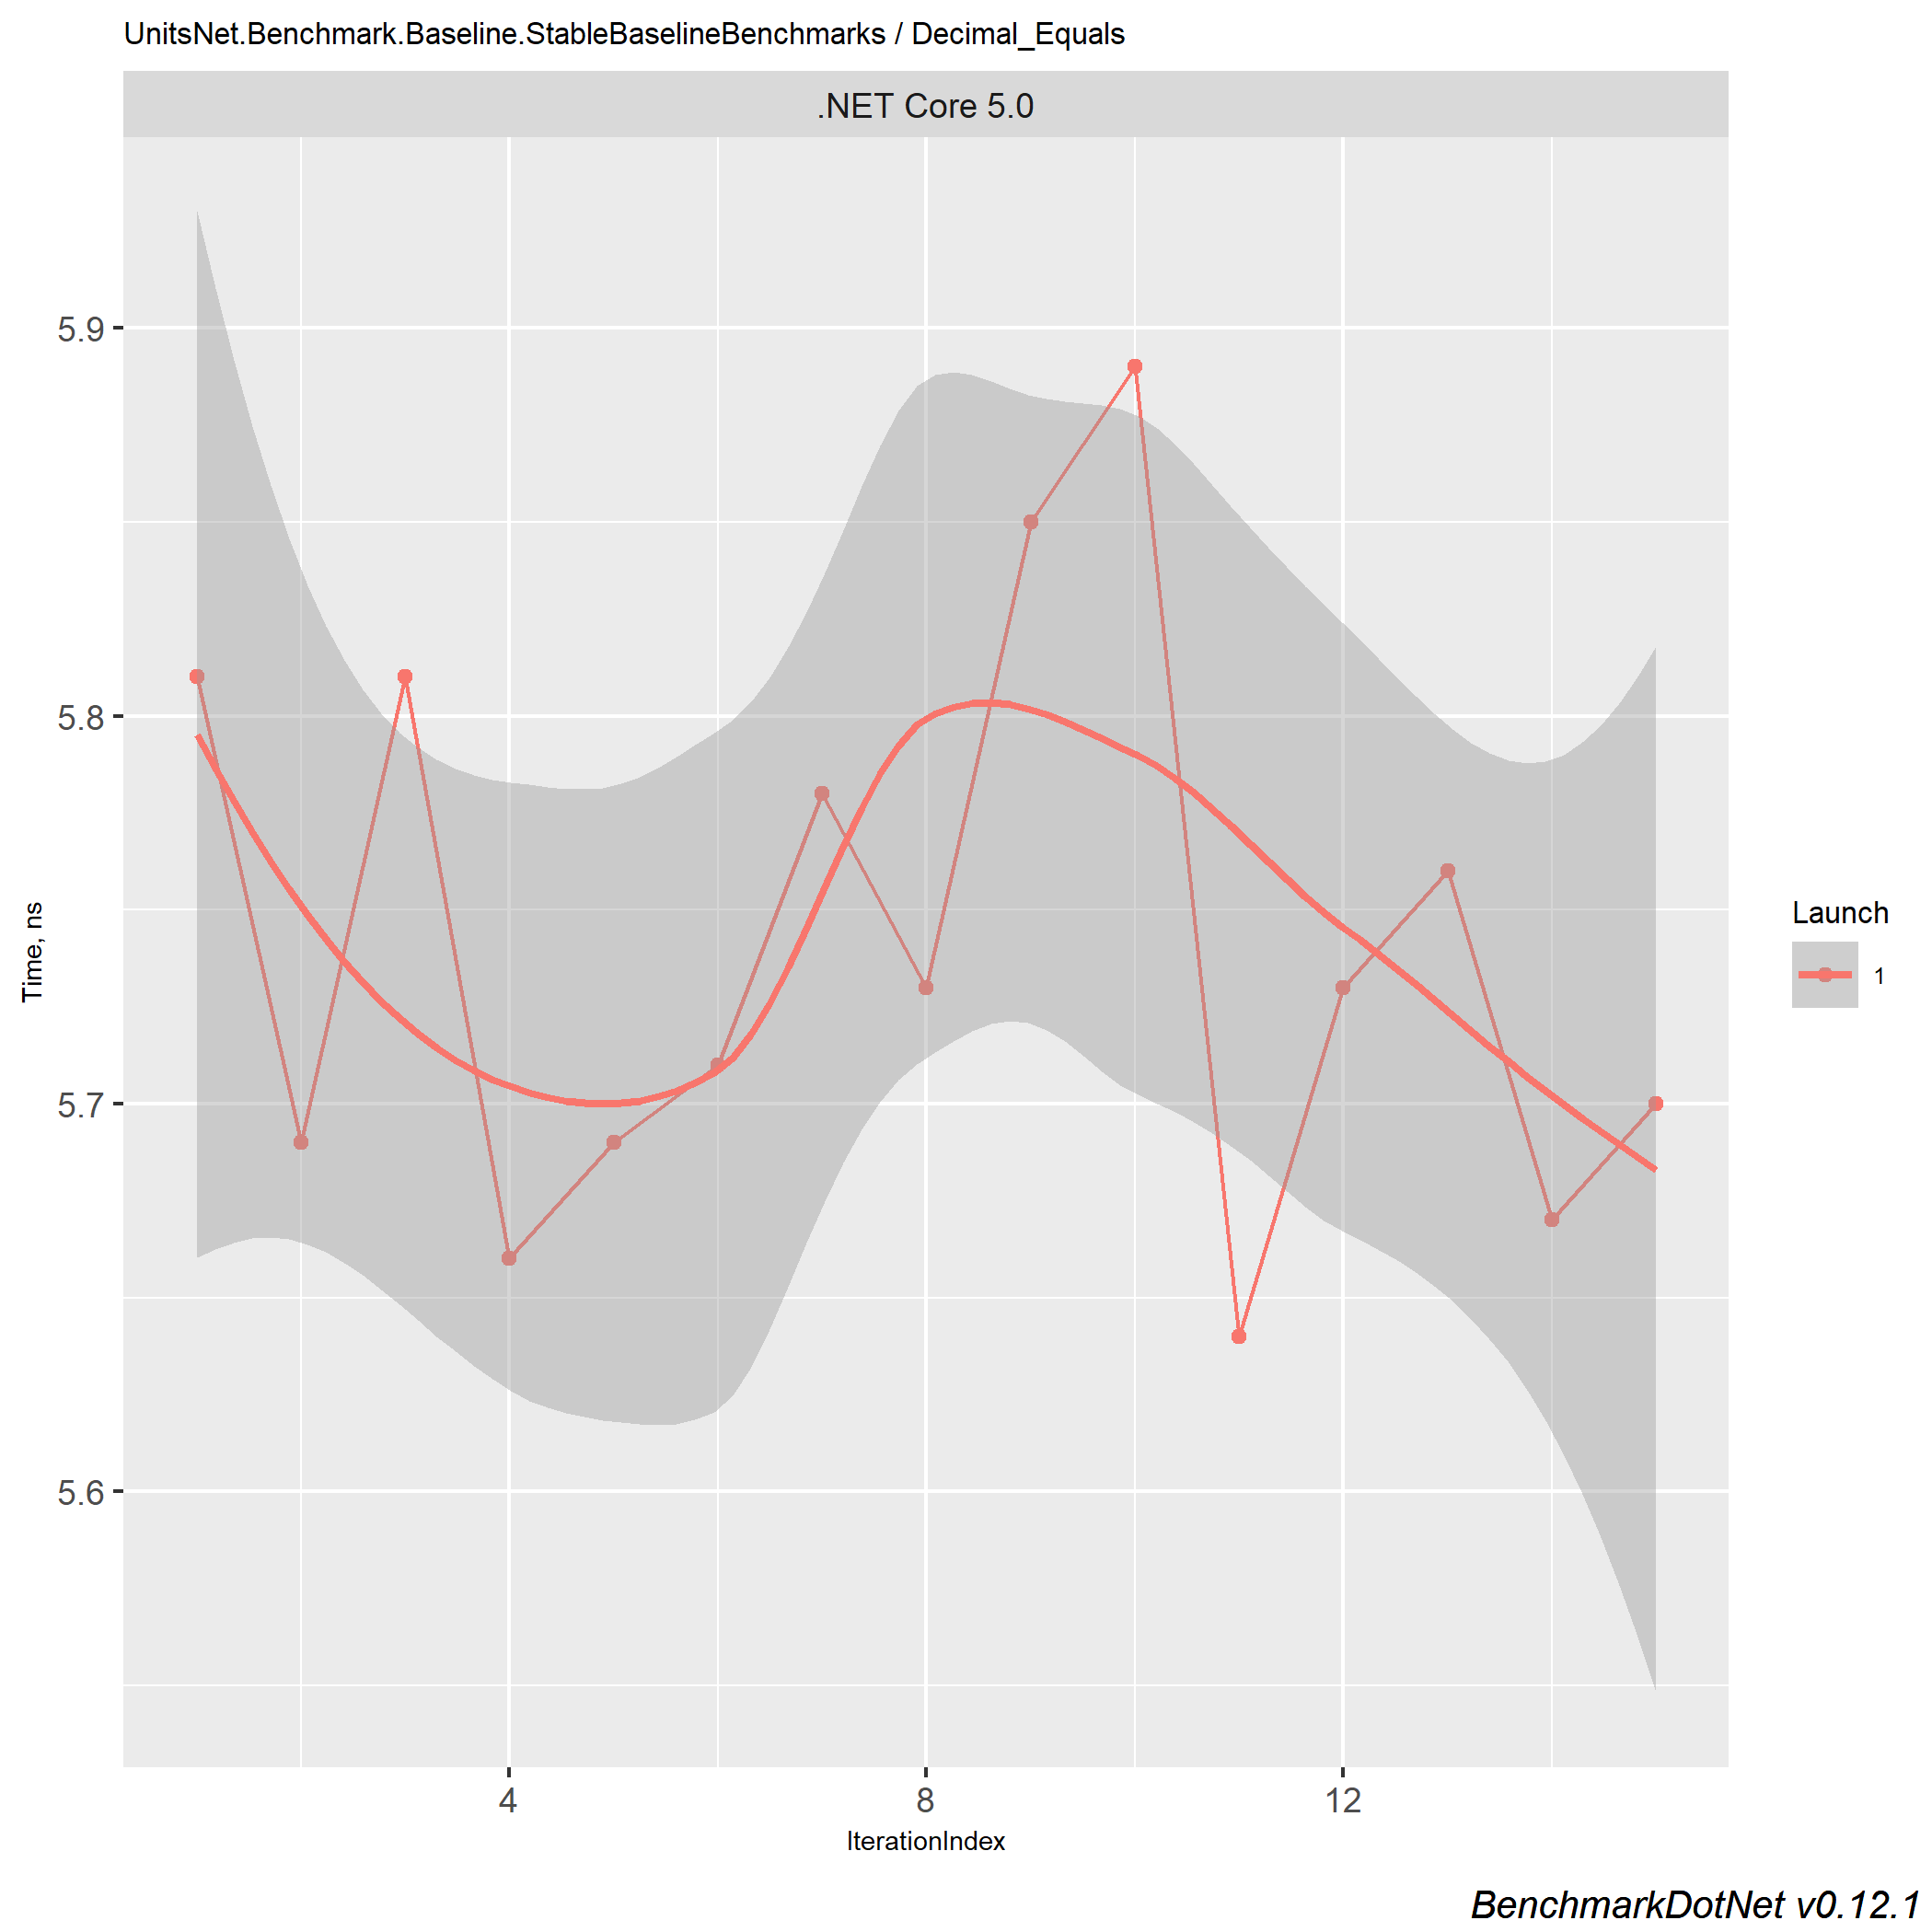 UnitsNet.Benchmark.Baseline.StableBaselineBenchmarks / Decimal_Equals
.NET Core 5.0
5.9
5.8
5.7
5.6
Time, ns
4
8
12
IterationIndex
Launch
1
BenchmarkDotNet v0.12.1